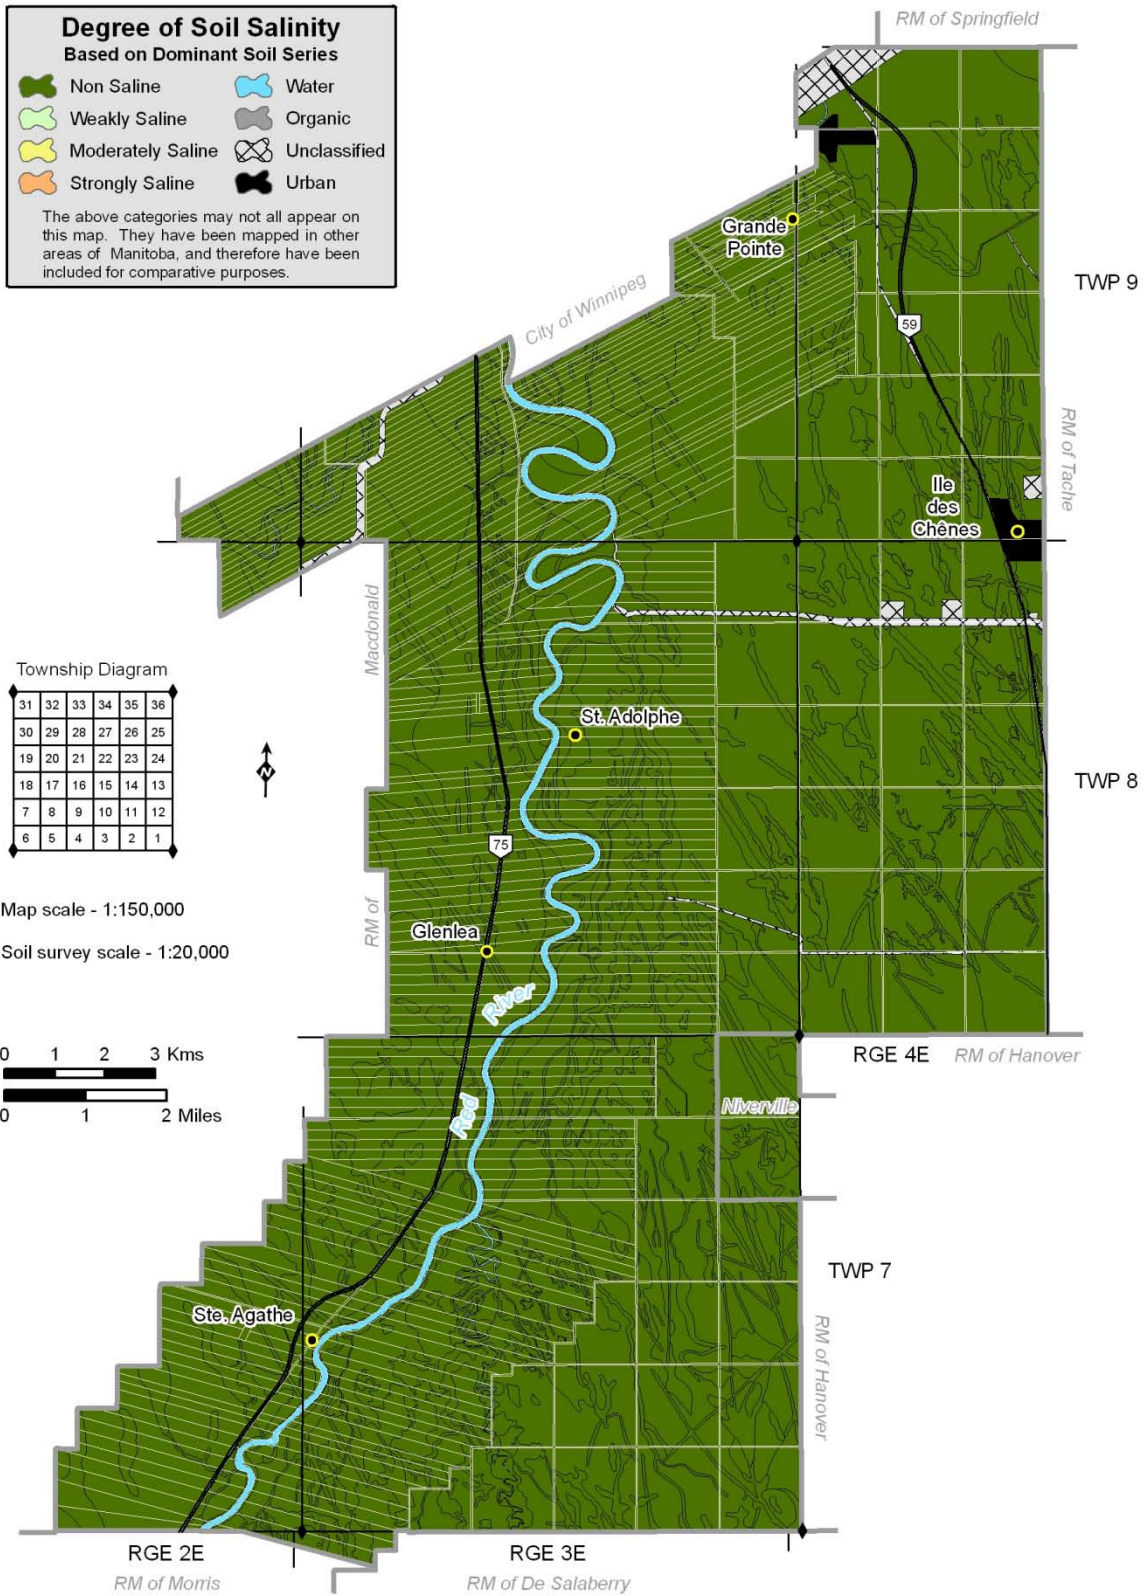 Degree of Soil Salinity
Based on Dominant Soil Series
Non Saline
Water
Weakly Saline
Organic
Moderately Saline
Unclassified
Strongly Saline
Urban
The above categories may not all appear on
this map. They have been mapped in other
areas of Manitoba, and therefore have been
included for comparative purposes.
RM of Springfield
Grande
Pointe
TWP 9
City of Winnipeg
59
RM of Tache
Ile
des
Chênes
Macdonald
RM of
Township Diagram
31 32 33 34 35 36
30 29 28 27 26 25
19 20 21 22 23 24
18 17 16 15 14 13
7 8 9 10 11 12
6 5 4 3 2 1
N
St. Adolphe
TWP 8
75
Map scale - 1:150,000
Soil survey scale - 1:20,000
Glenlea
River
Red
0 1 2 3 Kms
0 1 2 Miles
RGE 4E
RM of Hanover
Niverville
TWP 7
Ste. Agathe
RM of Hanover
RGE 2E
RGE 3E
RM of Morris
RM of De Salaberry